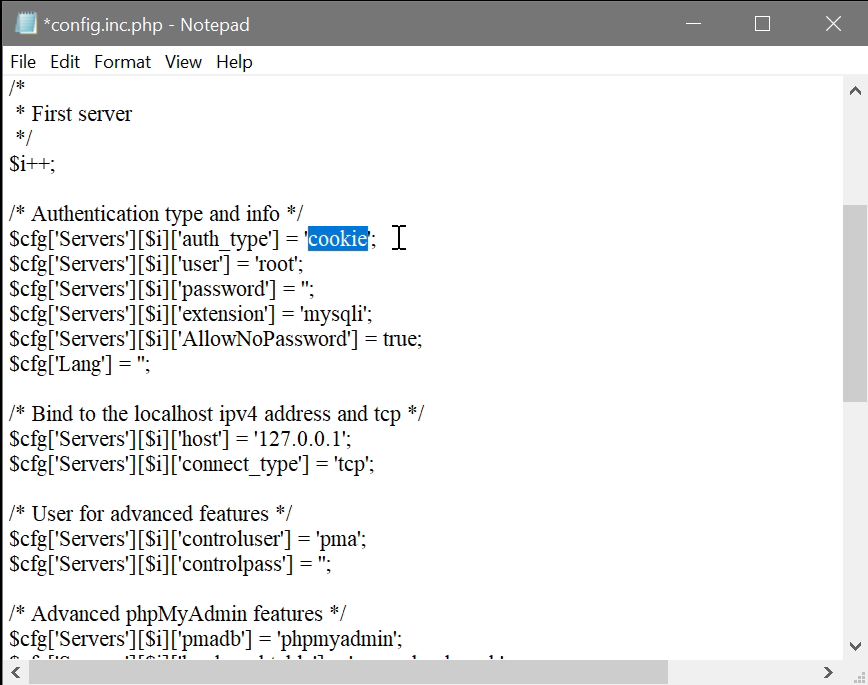 *config.inc.php - Notepad
File Edit Format View Help
/*
* First server
*/
$i++;
/* Authentication type and info */
$cfg['Servers'][$i]['auth_type'] = 'cookie';
$cfg['Servers'][$i]['user'] = 'root';
$cfg['Servers'][$i]['password'] = '';
$cfg['Servers'][$i]['extension'] = 'mysqli';
$cfg['Servers'][$i]['AllowNoPassword'] = true;
$cfg['Lang'] = '';
/* Bind to the localhost ipv4 address and tcp */
$cfg['Servers'][$i]['host'] = '127.0.0.1';
$cfg['Servers'][$i]['connect_type'] = 'tcp';
/* User for advanced features */
$cfg['Servers'][$i]['controluser'] = 'pma';
$cfg['Servers'][$i]['controlpass'] = '';
/* Advanced phpMyAdmin features */
$cfg['Servers'][$i]['pmadb'] = 'phpmyadmin';